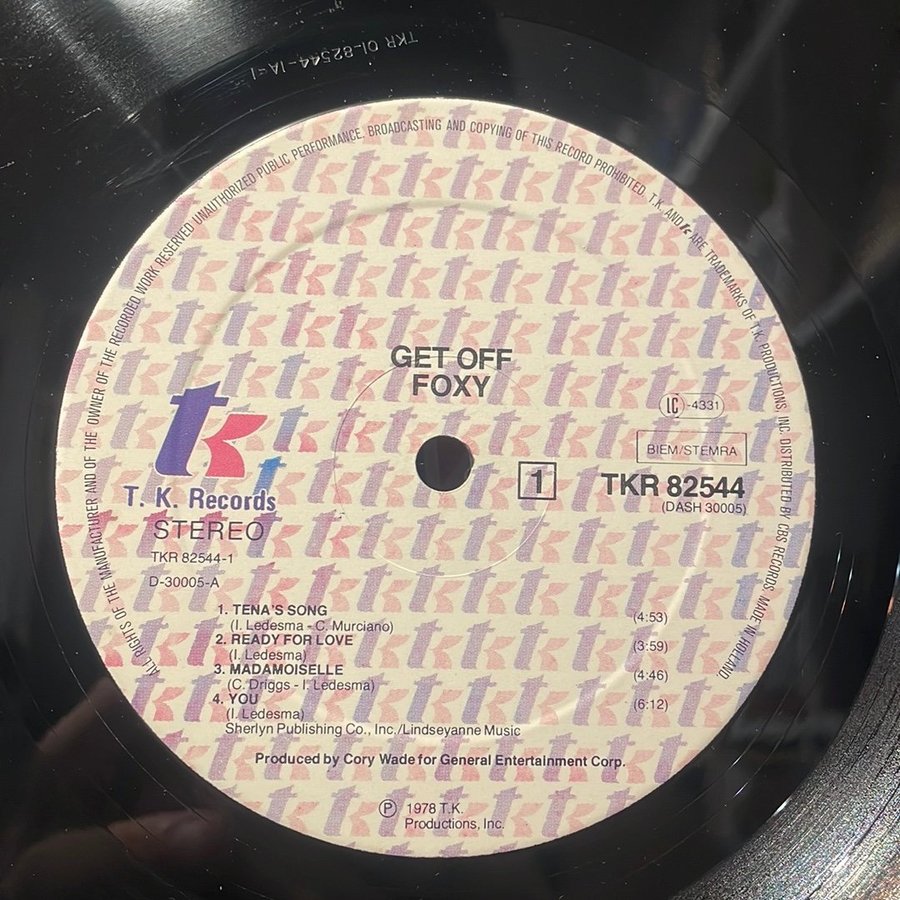 TKR 01-82544-1A-1
ALL RIGHTS OF THE MANUFACTURER AND OF THE OWNER OF THE RECORDED WORK RESERVED UNAUTHORIZED PUBLIC PERFORMANCE, BROADCASTING AND COPYING OF THIS RECORD PROHIBITED. T.K. AND tk ARE TRADEMARKS OF T.K. PRODUCTIONS, INC. DISTRIBUTED BY CBS RECORDS. MADE IN HOLLAND
GET OFF
FOXY
LC -4331
BIEM/STEMRA
tk
T. K. Records
1
TKR 82544
(DASH 30005)
STEREO
TKR 82544-1
D-30005-A
1. TENA'S SONG (4:53)
(I. Ledesma - C. Murciano)
2. READY FOR LOVE (3:59)
(I. Ledesma)
3. MADAMOISELLE (4:46)
(C. Driggs - I. Ledesma)
4. YOU (6:12)
(I. Ledesma)
Sherlyn Publishing Co., Inc./Lindseyanne Music
Produced by Cory Wade for General Entertainment Corp.
Ⓟ 1978 T.K.
Productions, Inc.